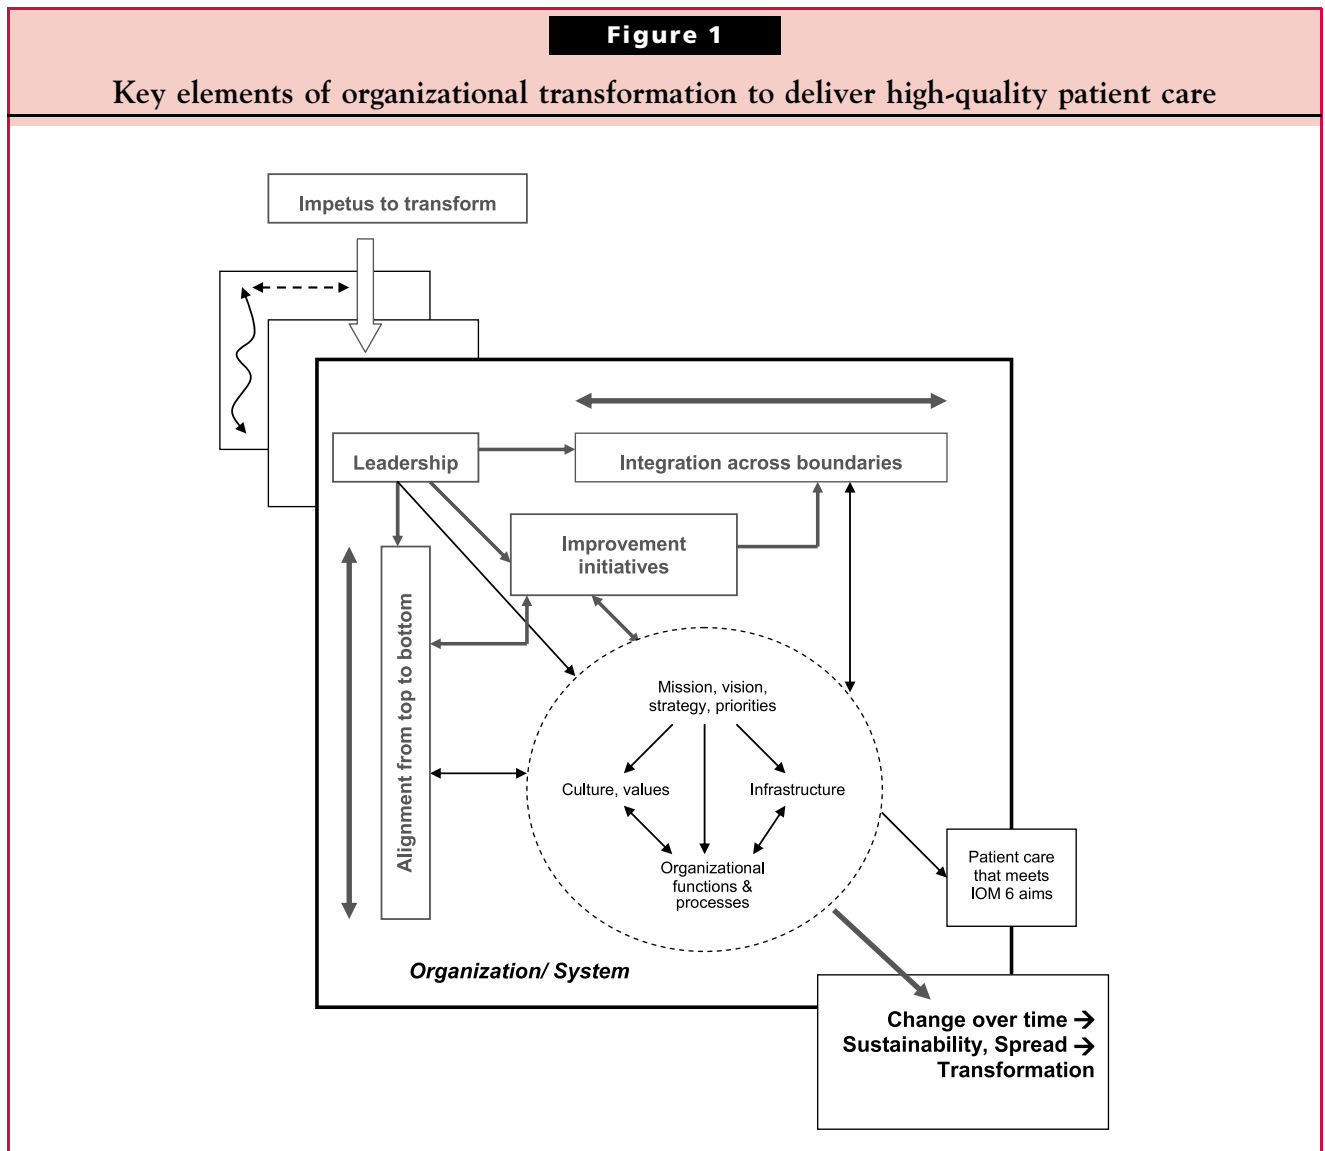 Figure 1
Key elements of organizational transformation to deliver high-quality patient care
Impetus to transform
Leadership
Integration across boundaries
Improvement
initiatives
Alignment from top to bottom
Mission, vision,
strategy, priorities
Culture, values
Infrastructure
Organizational
functions &
processes
Patient care
that meets
IOM 6 aims
Organization/ System
Change over time →
Sustainability, Spread →
Transformation